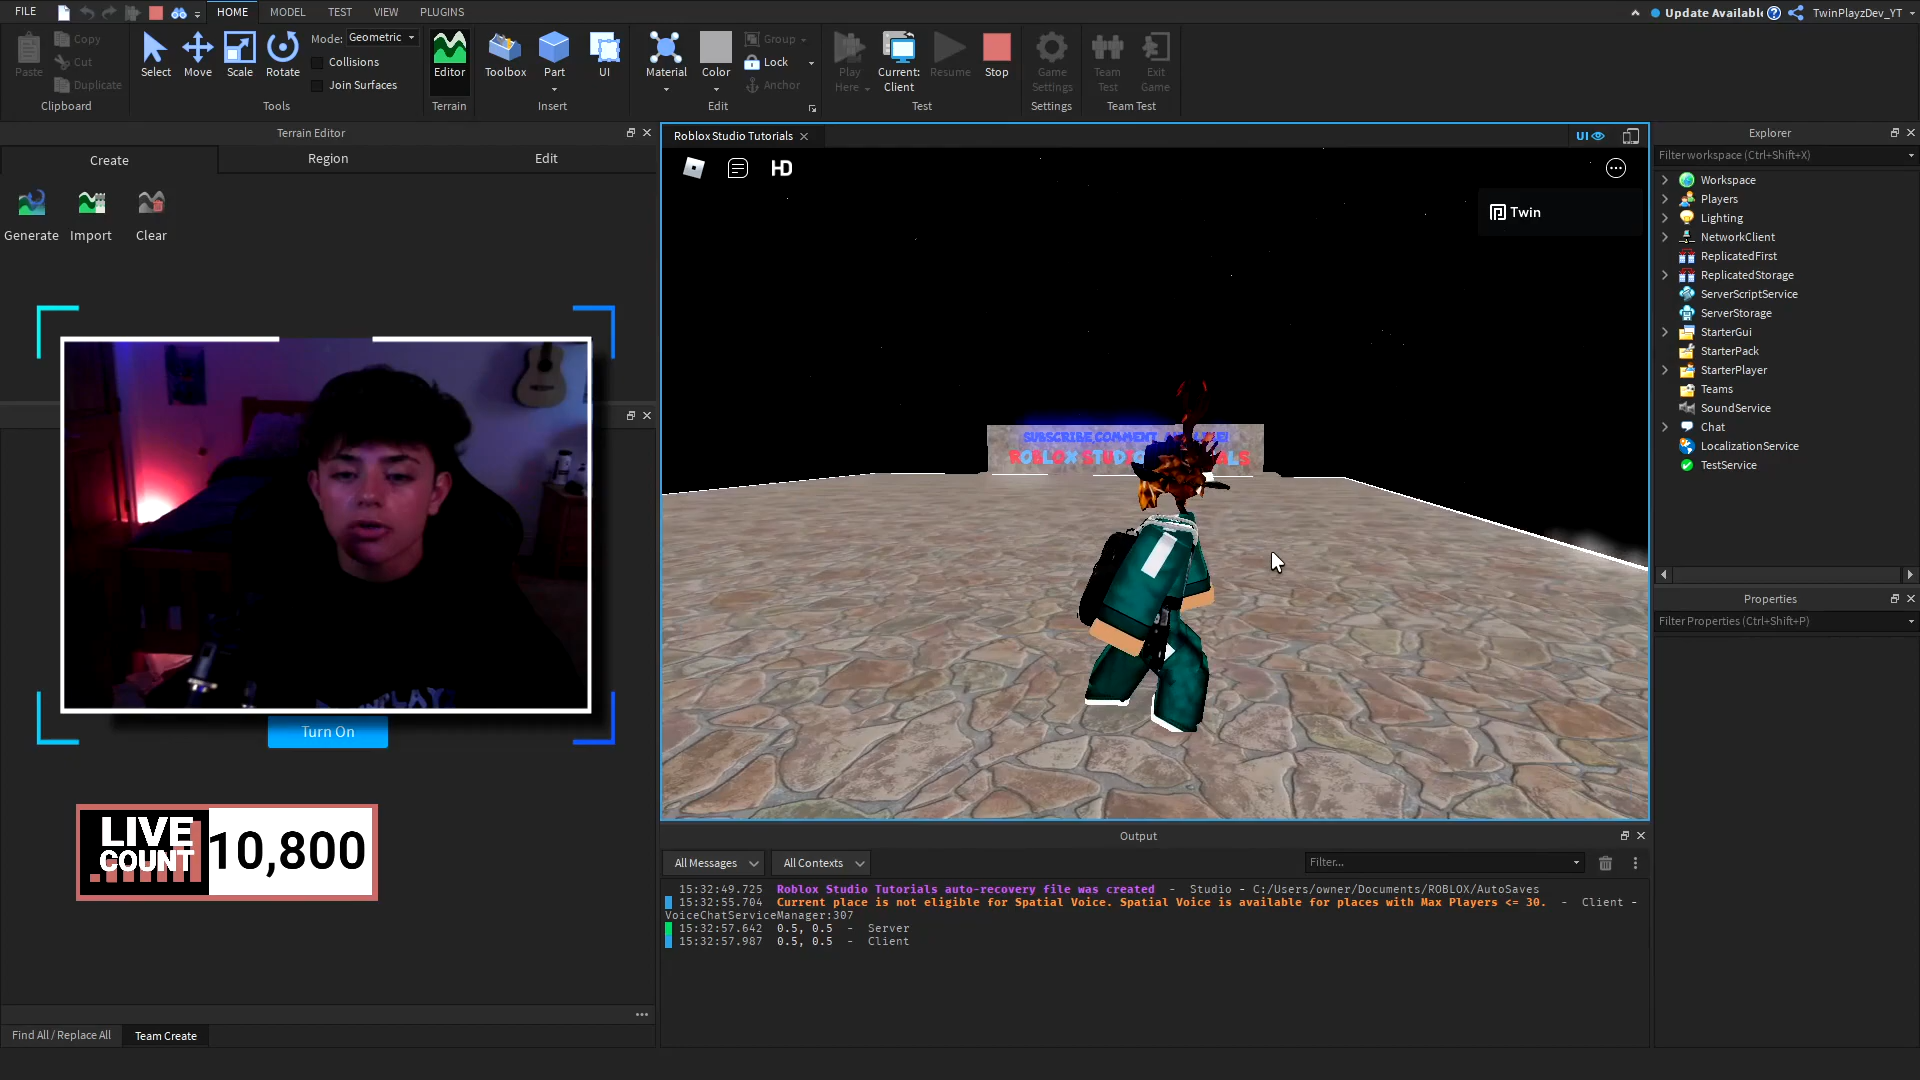 FILE
HOME
MODEL
TEST
VIEW
PLUGINS
Update Available
TwinPlayzDev_YT
Paste
Copy
Cut
Duplicate
Clipboard
Select
Move
Scale
Rotate
Mode:
Geometric
Collisions
Join Surfaces
Tools
Editor
Terrain
Toolbox
Part
UI
Insert
Material
Color
Group
Lock
Anchor
Edit
Play
Here
Current:
Client
Resume
Stop
Test
Game
Settings
Settings
Team
Test
Exit
Game
Team Test
Terrain Editor
Create
Region
Edit
Generate
Import
Clear
Turn On
LIVE
COUNT
10,800
Find All / Replace All
Team Create
Roblox Studio Tutorials
UI
HD
Twin
SUBSCRIBE, COMMENT
ROBLOX
Output
All Messages
All Contexts
Filter...
15:32:49.725 Roblox Studio Tutorials auto-recovery file was created - Studio - C:/Users/owner/Documents/ROBLOX/AutoSaves
15:32:55.704 Current place is not eligible for Spatial Voice. Spatial Voice is available for places with Max Players <= 30. - Client -
VoiceChatServiceManager:307
15:32:57.642 0.5, 0.5 - Server
15:32:57.987 0.5, 0.5 - Client
Explorer
Filter workspace (Ctrl+Shift+X)
Workspace
Players
Lighting
NetworkClient
ReplicatedFirst
ReplicatedStorage
ServerScriptService
ServerStorage
StarterGui
StarterPack
StarterPlayer
Teams
SoundService
Chat
LocalizationService
TestService
Properties
Filter Properties (Ctrl+Shift+P)